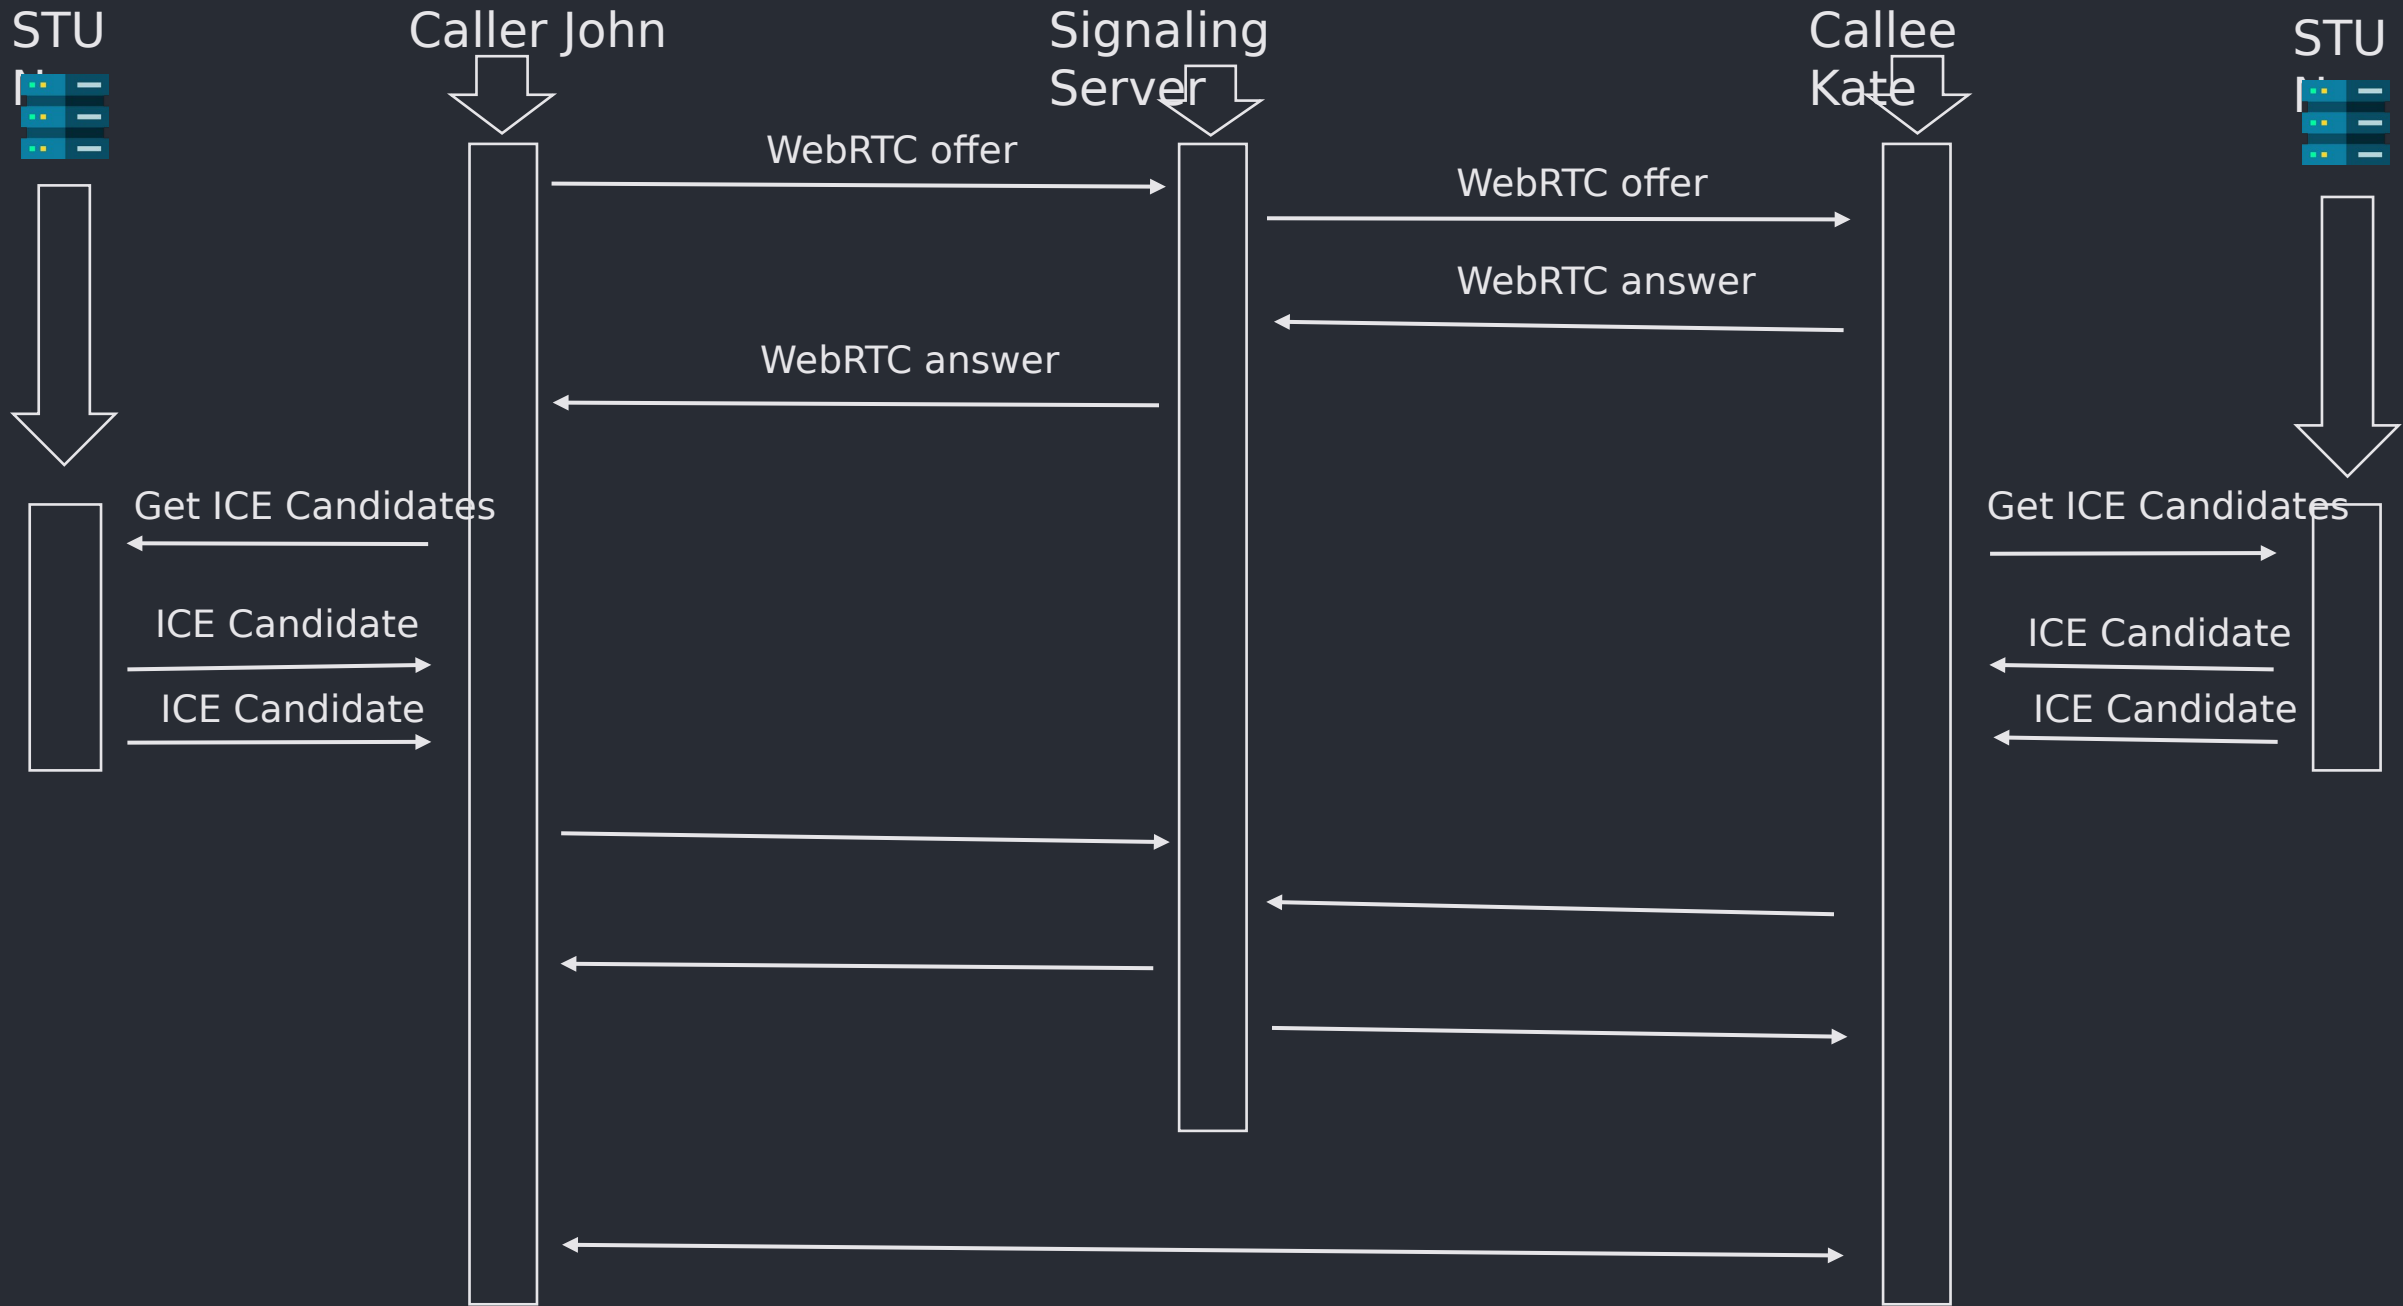 STU
N
Caller John
Signaling
Server
Callee
Kate
STU
N
WebRTC offer
WebRTC offer
WebRTC answer
WebRTC answer
Get ICE Candidates
Get ICE Candidates
ICE Candidate
ICE Candidate
ICE Candidate
ICE Candidate